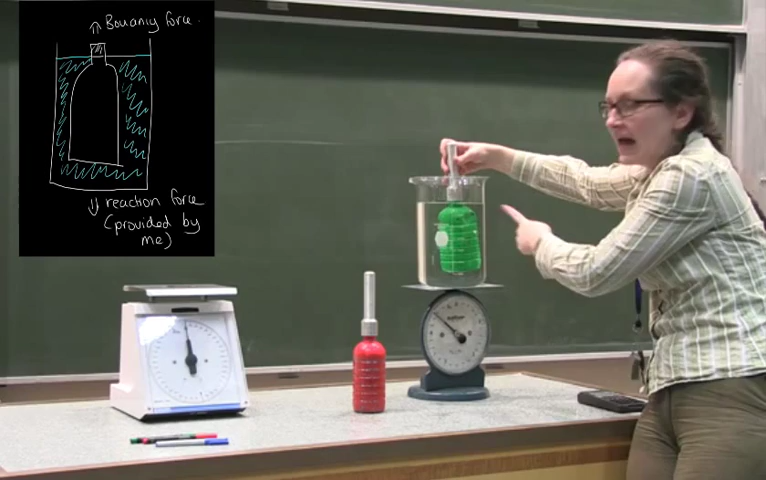 ⇑ Bouancy force.
⇓ reaction force
(provided by
me)